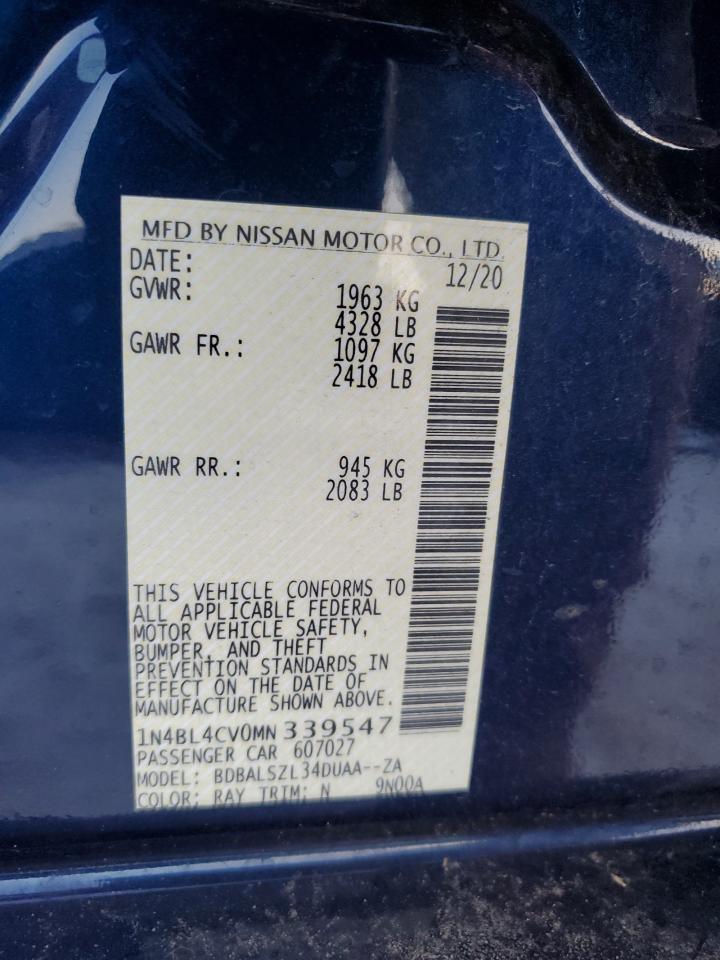 MFD BY NISSAN MOTOR CO., LTD.
DATE: 12/20
GVWR: 1963 KG
4328 LB
GAWR FR.: 1097 KG
2418 LB
GAWR RR.: 945 KG
2083 LB
THIS VEHICLE CONFORMS TO
ALL APPLICABLE FEDERAL
MOTOR VEHICLE SAFETY,
BUMPER, AND THEFT
PREVENTION STANDARDS IN
EFFECT ON THE DATE OF
MANUFACTURE SHOWN ABOVE.
1N4BL4CV0MN339547
PASSENGER CAR 607027
MODEL: BDBALSZL34DUAA--ZA
COLOR: RAY TRIM: N 9N00A